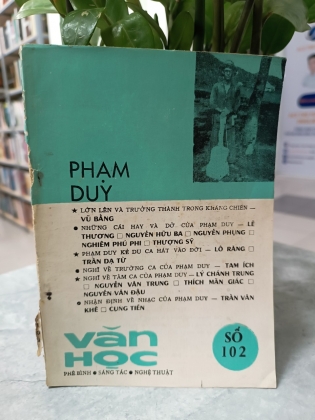 PHẠM
DUY
★ LỚN LÊN VÀ TRƯỞNG THÀNH TRONG KHÁNG CHIẾN —
VŨ BẰNG
● NHỮNG CÁI HAY VÀ DỞ CỦA PHẠM DUY — LÊ
THƯƠNG □ NGUYỄN HỮU BA □ NGUYỄN PHỤNG □
NGHIÊM PHÚ PHI □ THƯỢNG SỸ
★ PHẠM DUY KẺ DU CA HÁT VÀO ĐỜI — LÔ RĂNG □
TRẦN DẠ TỪ
● NGHĨ VỀ TRƯỜNG CA CỦA PHẠM DUY — TAM ÍCH
★ NGHĨ VỀ TÂM CA CỦA PHẠM DUY — LÝ CHÁNH TRUNG
□ NGUYỄN VĂN TRUNG □ THÍCH MÃN GIÁC □
NGUYỄN VĂN ĐẬU
● NHẬN ĐỊNH VỀ NHẠC CỦA PHẠM DUY — TRẦN VĂN
KHÊ □ CUNG TIẾN
văn
học
SỐ
102
PHÊ BÌNH ● SÁNG TÁC ● NGHỆ THUẬT